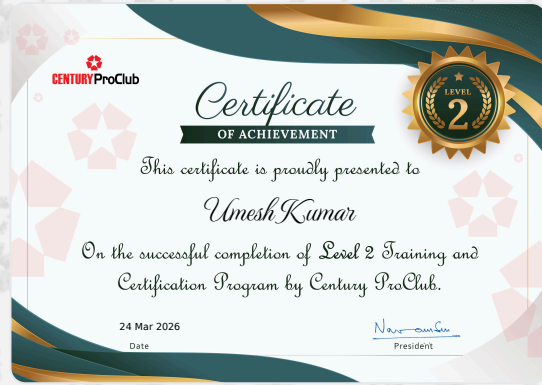 CENTURY ProClub
LEVEL
2
Certificate
OF ACHIEVEMENT
This certificate is proudly presented to
Umesh Kumar
On the successful completion of Level 2 Training and
Certification Program by Century ProClub.
24 Mar 2026
Date
President